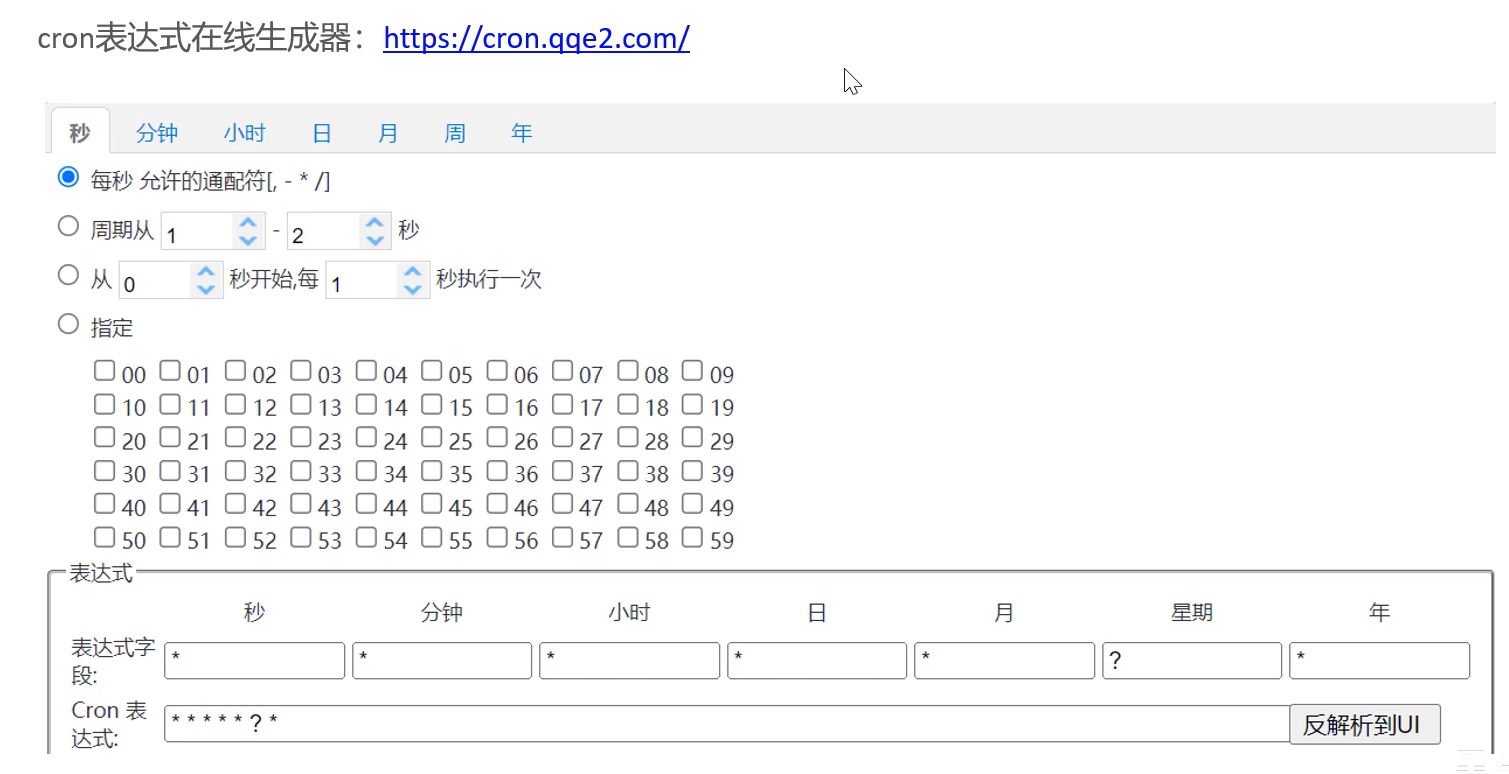 cron表达式在线生成器：https://cron.qqe2.com/
秒 分钟 小时 日 月 周 年
每秒 允许的通配符[, - * /]
周期从 1 - 2 秒
从 0 秒开始,每 1 秒执行一次
指定
00 01 02 03 04 05 06 07 08 09
10 11 12 13 14 15 16 17 18 19
20 21 22 23 24 25 26 27 28 29
30 31 32 33 34 35 36 37 38 39
40 41 42 43 44 45 46 47 48 49
50 51 52 53 54 55 56 57 58 59
表达式
秒 分钟 小时 日 月 星期 年
表达式字
段: * * * * * ? *
Cron 表
达式: * * * * * ? * 反解析到UI